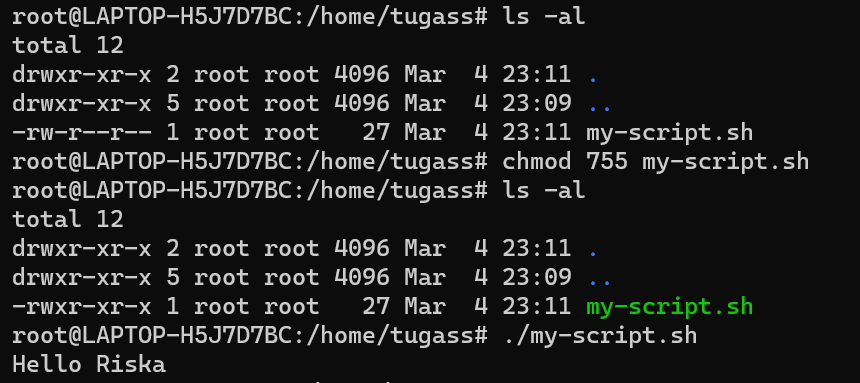 root@LAPTOP-H5J7D7BC:/home/tugass# ls -al
total 12
drwxr-xr-x 2 root root 4096 Mar  4 23:11 .
drwxr-xr-x 5 root root 4096 Mar  4 23:09 ..
-rw-r--r-- 1 root root   27 Mar  4 23:11 my-script.sh
root@LAPTOP-H5J7D7BC:/home/tugass# chmod 755 my-script.sh
root@LAPTOP-H5J7D7BC:/home/tugass# ls -al
total 12
drwxr-xr-x 2 root root 4096 Mar  4 23:11 .
drwxr-xr-x 5 root root 4096 Mar  4 23:09 ..
-rwxr-xr-x 1 root root   27 Mar  4 23:11 my-script.sh
root@LAPTOP-H5J7D7BC:/home/tugass# ./my-script.sh
Hello Riska